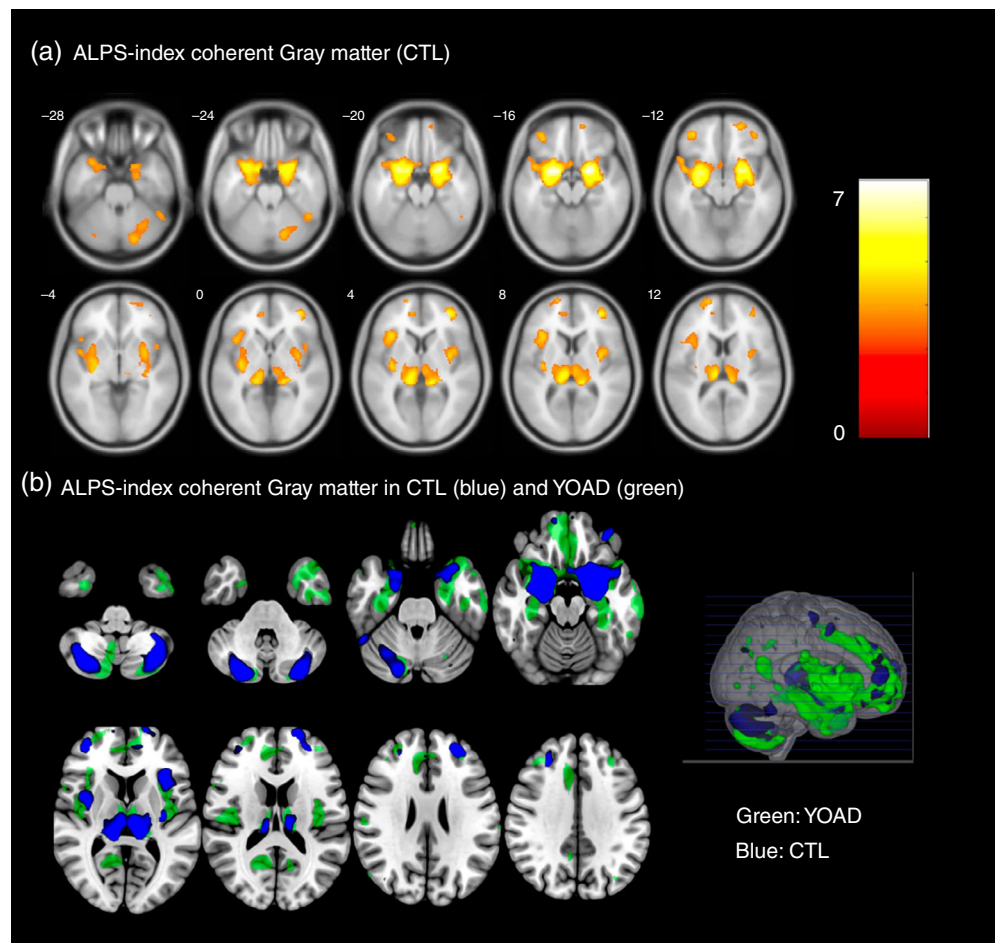 (a) ALPS-index coherent Gray matter (CTL)
−28 −24 −20 −16 −12
7
−4 0 4 8 12
0
(b) ALPS-index coherent Gray matter in CTL (blue) and YOAD (green)
Green: YOAD
Blue: CTL